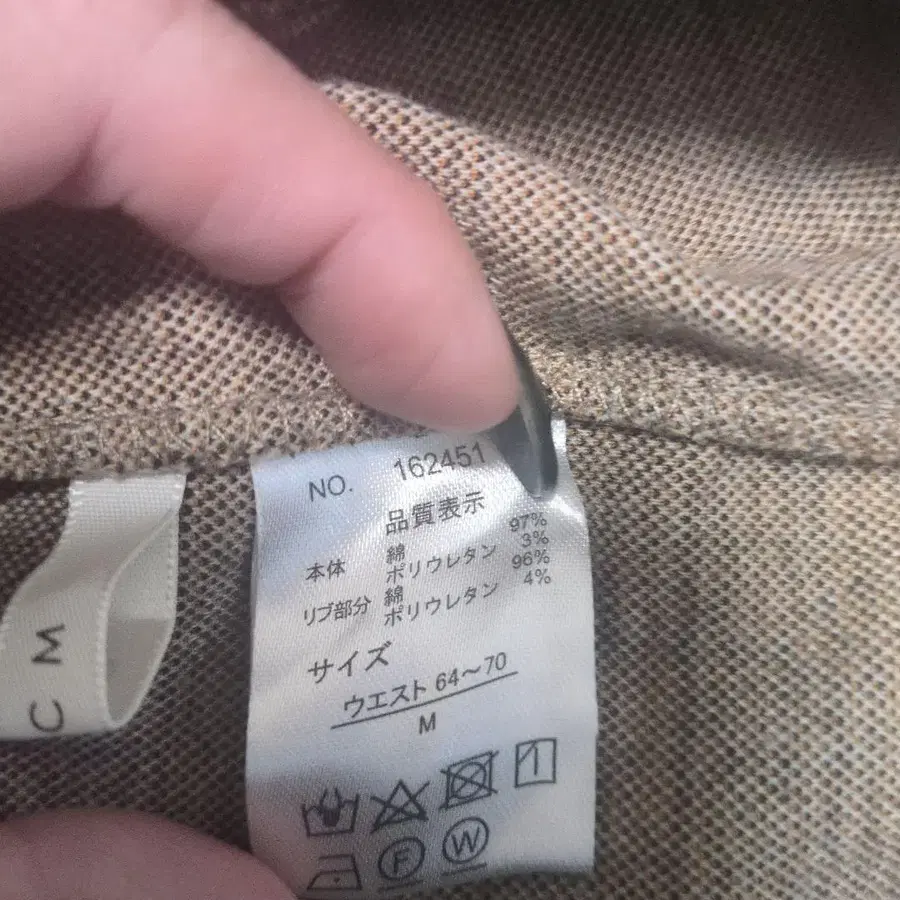 NO. 162451
品質表示
本体 綿 97%
ポリウレタン 3%
リブ部分 綿 96%
ポリウレタン 4%
サイズ
ウエスト 64〜70
M
F W
C M